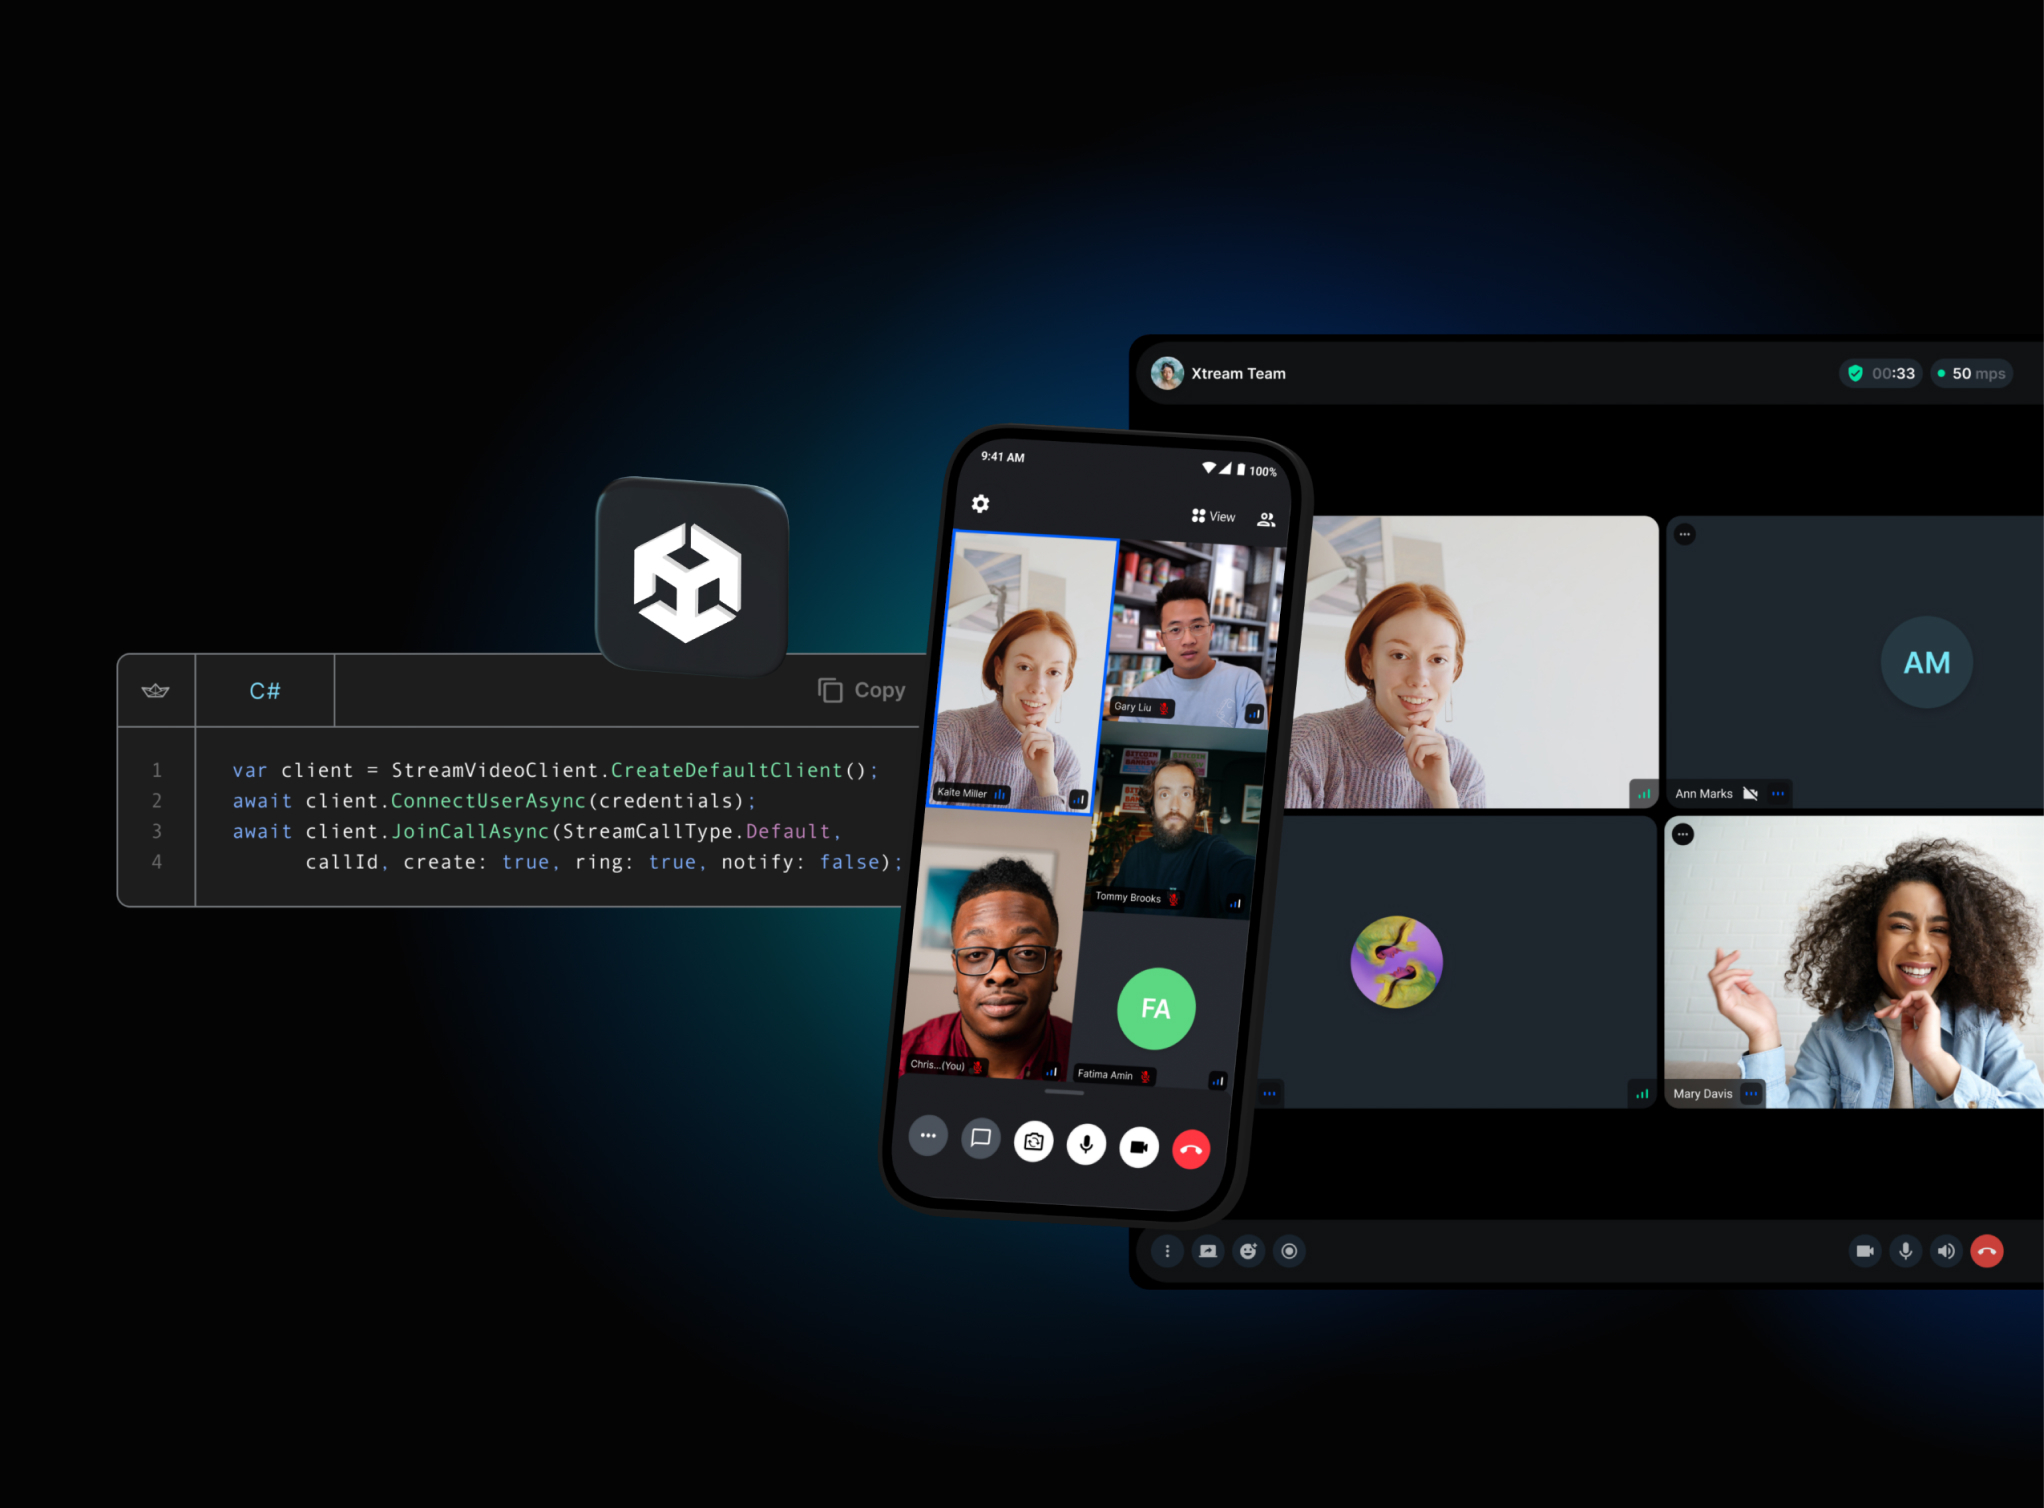 C#
Copy
1 var client = StreamVideoClient.CreateDefaultClient();
2 await client.ConnectUserAsync(credentials);
3 await client.JoinCallAsync(StreamCallType.Default,
4 callId, create: true, ring: true, notify: false);
9:41 AM
100%
View
Kaite Miller
Gary Liu
Tommy Brooks
Chris...(You)
FA
Fatima Amin
Xtream Team
00:33
50 mps
AM
Ann Marks
Mary Davis